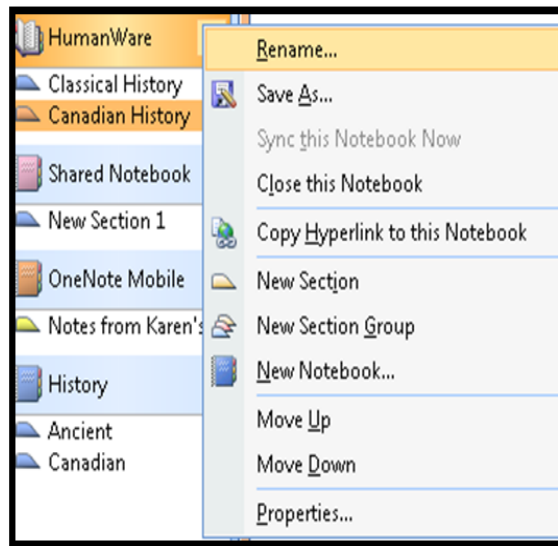 HumanWare
Classical History
Canadian History
Shared Notebook
New Section 1
OneNote Mobile
Notes from Karen's
History
Ancient
Canadian
Rename...
Save As...
Sync this Notebook Now
Close this Notebook
Copy Hyperlink to this Notebook
New Section
New Section Group
New Notebook...
Move Up
Move Down
Properties...